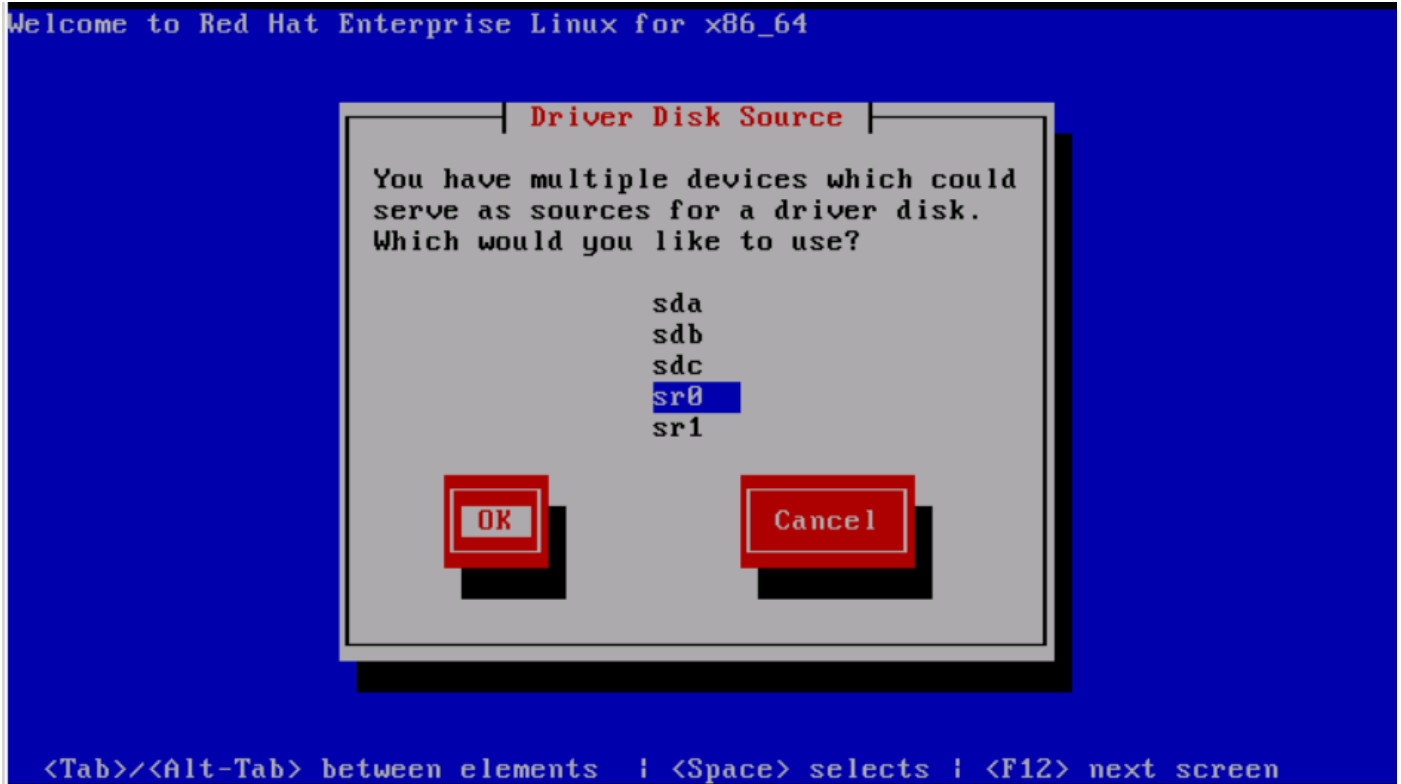 Welcome to Red Hat Enterprise Linux for x86_64
Driver Disk Source
You have multiple devices which could
serve as sources for a driver disk.
Which would you like to use?
sda
sdb
sdc
sr0
sr1
OK Cancel
<Tab>/<Alt-Tab> between elements | <Space> selects | <F12> next screen